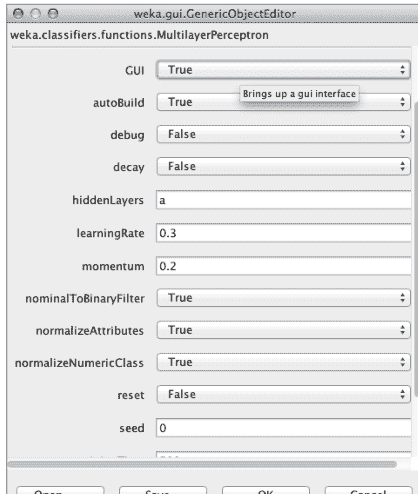 weka.gui.GenericObjectEditor
weka.classifiers.functions.MultilayerPerceptron
GUI True
Brings up a gui interface
autoBuild True
debug False
decay False
hiddenLayers a
learningRate 0.3
momentum 0.2
nominalToBinaryFilter True
normalizeAttributes True
normalizeNumericClass True
reset False
seed 0
Open... Save... OK Cancel